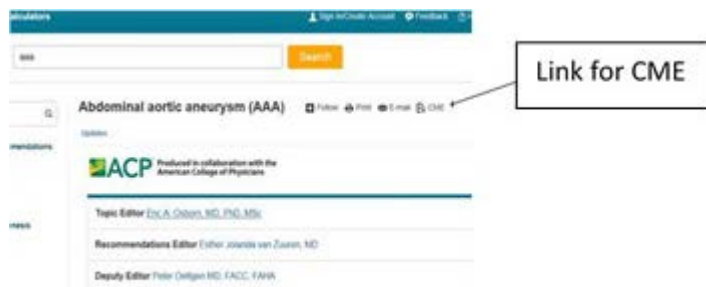 alculators
Sign In/Create Account Feedback
aaa
Search
Link for CME
Abdominal aortic aneurysm (AAA)
Follow Print E-mail CME
Updates
mmendations
ACP Produced in collaboration with the
American College of Physicians
Topic Editor Eric A. Osborn, MD, PhD, MSc
Recommendations Editor Esther Jolanda van Zuuren, MD
Deputy Editor Peter Oettgen MD, FACC, FAHA